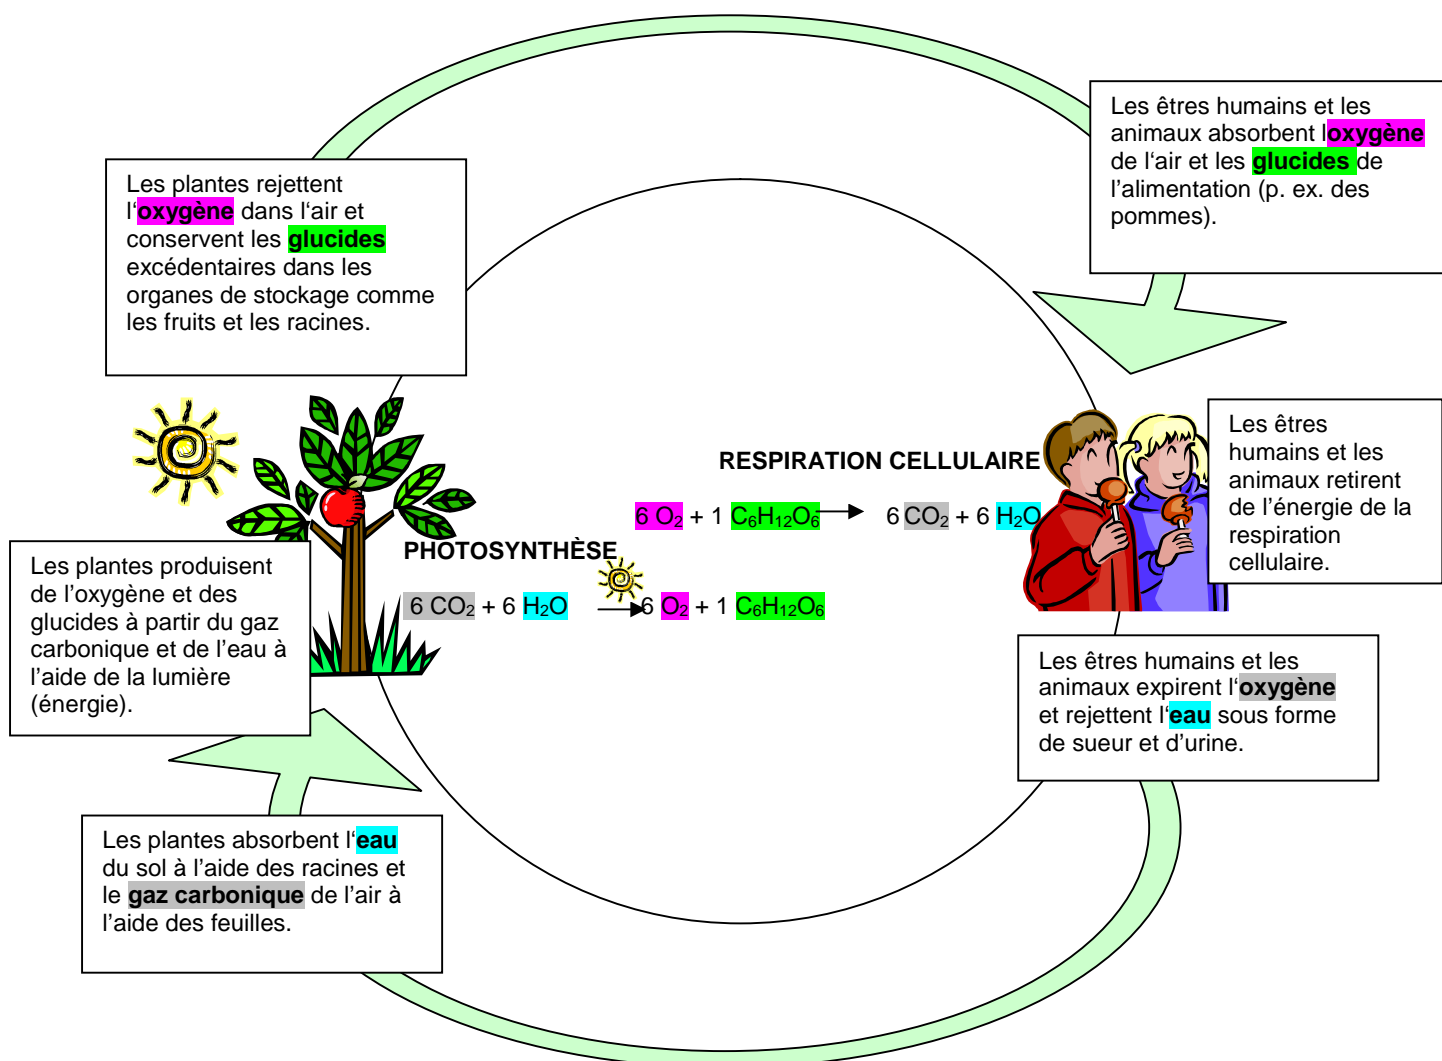 Les êtres humains et les
animaux absorbent l‘oxygène
de l‘air et les glucides de
l’alimentation (p. ex. des
pommes).
Les plantes rejettent
l‘oxygène dans l‘air et
conservent les glucides
excédentaires dans les
organes de stockage comme
les fruits et les racines.
Les êtres
humains et les
animaux retirent
de l’énergie de la
respiration
cellulaire.
RESPIRATION CELLULAIRE
6 O₂ + 1 C₆H₁₂O₆ → 6 CO₂ + 6 H₂O
PHOTOSYNTHÈSE
6 CO₂ + 6 H₂O → 6 O₂ + 1 C₆H₁₂O₆
Les plantes produisent
de l’oxygène et des
glucides à partir du gaz
carbonique et de l’eau à
l’aide de la lumière
(énergie).
Les êtres humains et les
animaux expirent l‘oxygène
et rejettent l‘eau sous forme
de sueur et d’urine.
Les plantes absorbent l‘eau
du sol à l’aide des racines et
le gaz carbonique de l’air à
l’aide des feuilles.